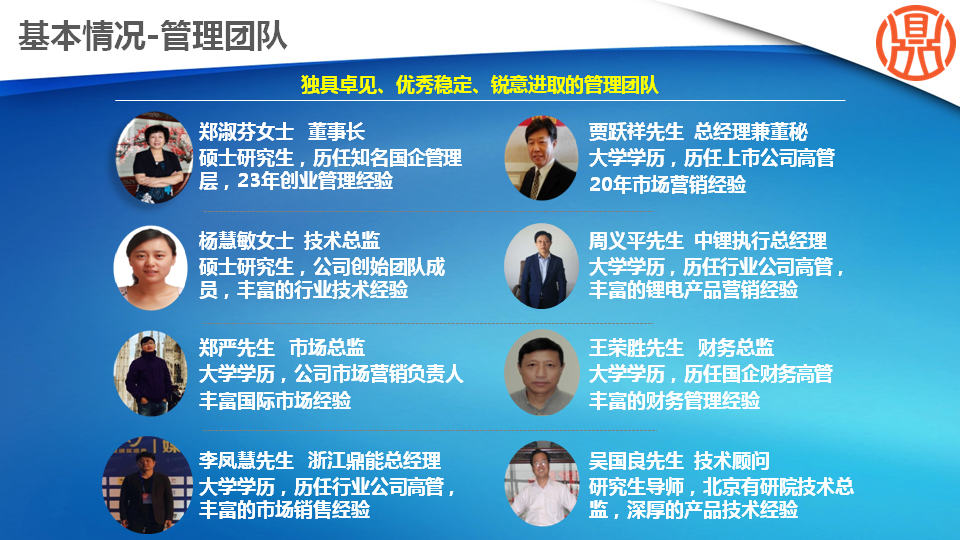 基本情况-管理团队
独具卓见、优秀稳定、锐意进取的管理团队
郑淑芬女士 董事长
硕士研究生，历任知名国企管理
层，23年创业管理经验
贾跃祥先生 总经理兼董秘
大学学历，历任上市公司高管
20年市场营销经验
杨慧敏女士 技术总监
硕士研究生，公司创始团队成
员，丰富的行业技术经验
周义平先生 中锂执行总经理
大学学历，历任行业公司高管，
丰富的锂电产品营销经验
郑严先生 市场总监
大学学历，公司市场营销负责人
丰富国际市场经验
王荣胜先生 财务总监
大学学历，历任国企财务高管
丰富的财务管理经验
李凤慧先生 浙江鼎能总经理
大学学历，历任行业公司高管，
丰富的市场销售经验
吴国良先生 技术顾问
研究生导师，北京有研院技术总
监，深厚的产品技术经验